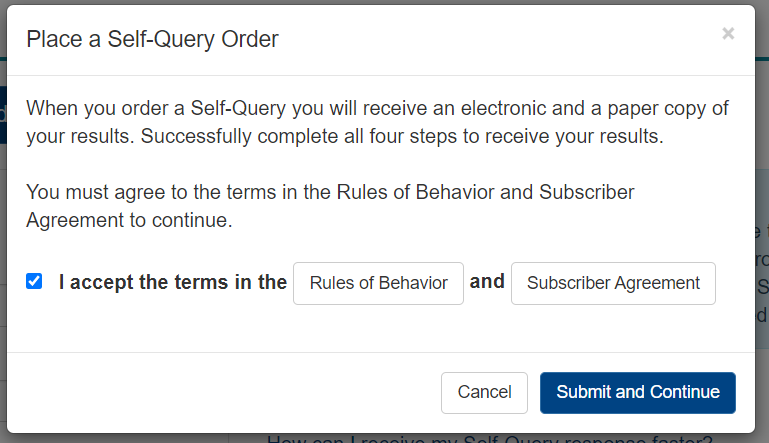 Place a Self-Query Order ×
When you order a Self-Query you will receive an electronic and a paper copy of
your results. Successfully complete all four steps to receive your results.
You must agree to the terms in the Rules of Behavior and Subscriber
Agreement to continue.
I accept the terms in the Rules of Behavior and Subscriber Agreement
Cancel Submit and Continue
How can I receive my Self-Query response faster?